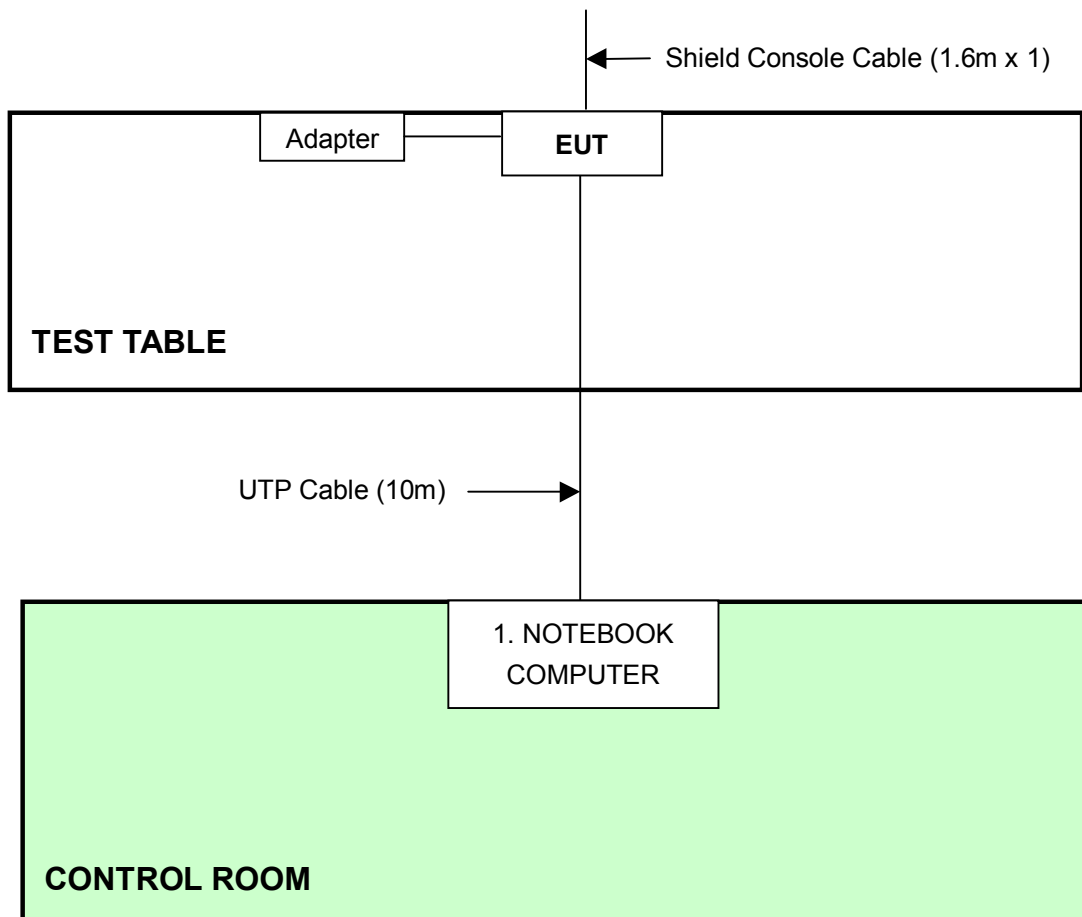 Shield Console Cable (1.6m x 1)
Adapter
EUT
TEST TABLE
UTP Cable (10m)
1. NOTEBOOK
COMPUTER
CONTROL ROOM